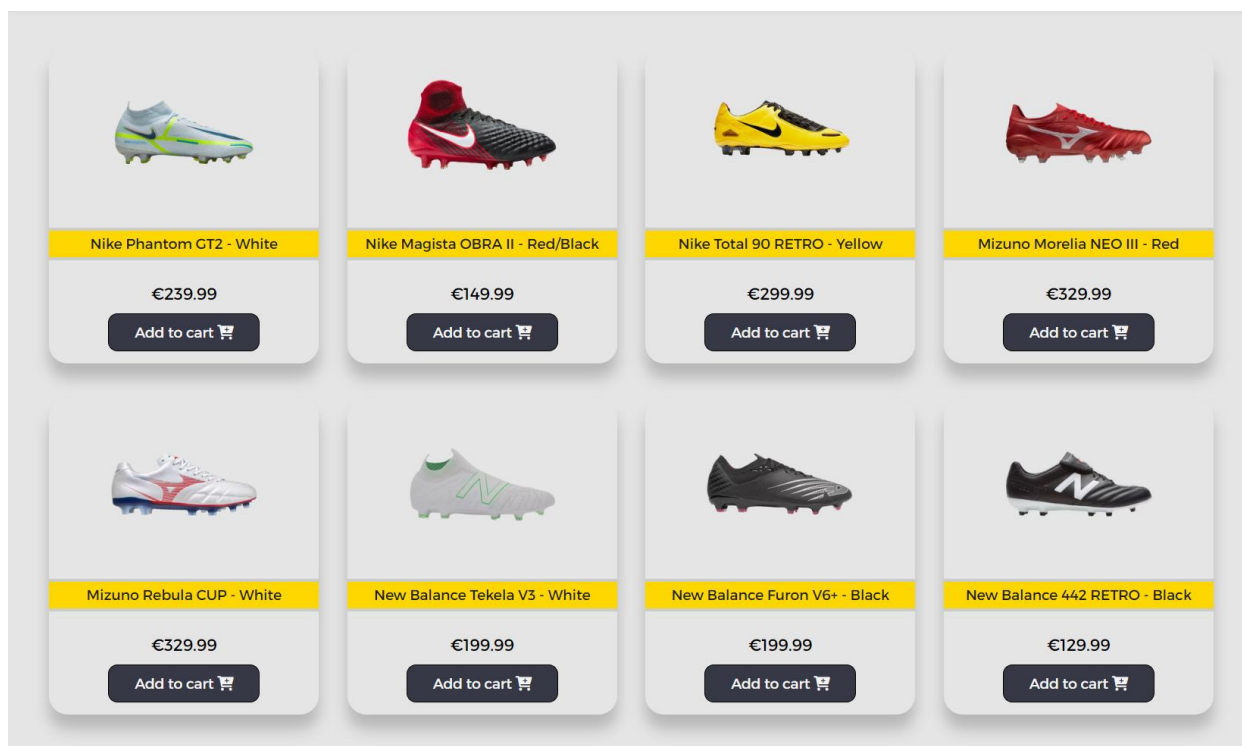 Nike Phantom GT2 - White
€239.99
Add to cart
Nike Magista OBRA II - Red/Black
€149.99
Add to cart
Nike Total 90 RETRO - Yellow
€299.99
Add to cart
Mizuno Morelia NEO III - Red
€329.99
Add to cart
Mizuno Rebula CUP - White
€329.99
Add to cart
New Balance Tekela V3 - White
€199.99
Add to cart
New Balance Furon V6+ - Black
€199.99
Add to cart
New Balance 442 RETRO - Black
€129.99
Add to cart